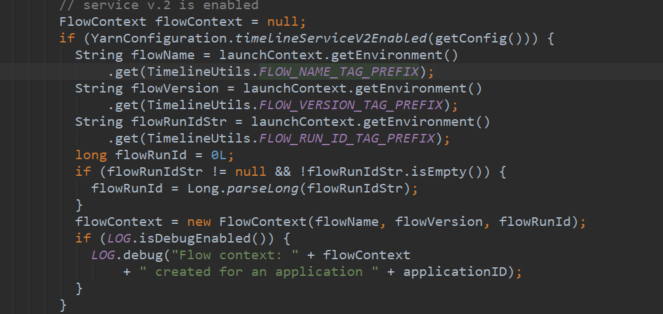 // service v.2 is enabled
FlowContext flowContext = null;
if (YarnConfiguration.timelineServiceV2Enabled(getConfig())) {
String flowName = launchContext.getEnvironment()
.get(TimelineUtils.FLOW_NAME_TAG_PREFIX);
String flowVersion = launchContext.getEnvironment()
.get(TimelineUtils.FLOW_VERSION_TAG_PREFIX);
String flowRunIdStr = launchContext.getEnvironment()
.get(TimelineUtils.FLOW_RUN_ID_TAG_PREFIX);
long flowRunId = 0L;
if (flowRunIdStr != null && !flowRunIdStr.isEmpty()) {
flowRunId = Long.parseLong(flowRunIdStr);
}
flowContext = new FlowContext(flowName, flowVersion, flowRunId);
if (LOG.isDebugEnabled()) {
LOG.debug("Flow context: " + flowContext
+ " created for an application " + applicationID);
}
}